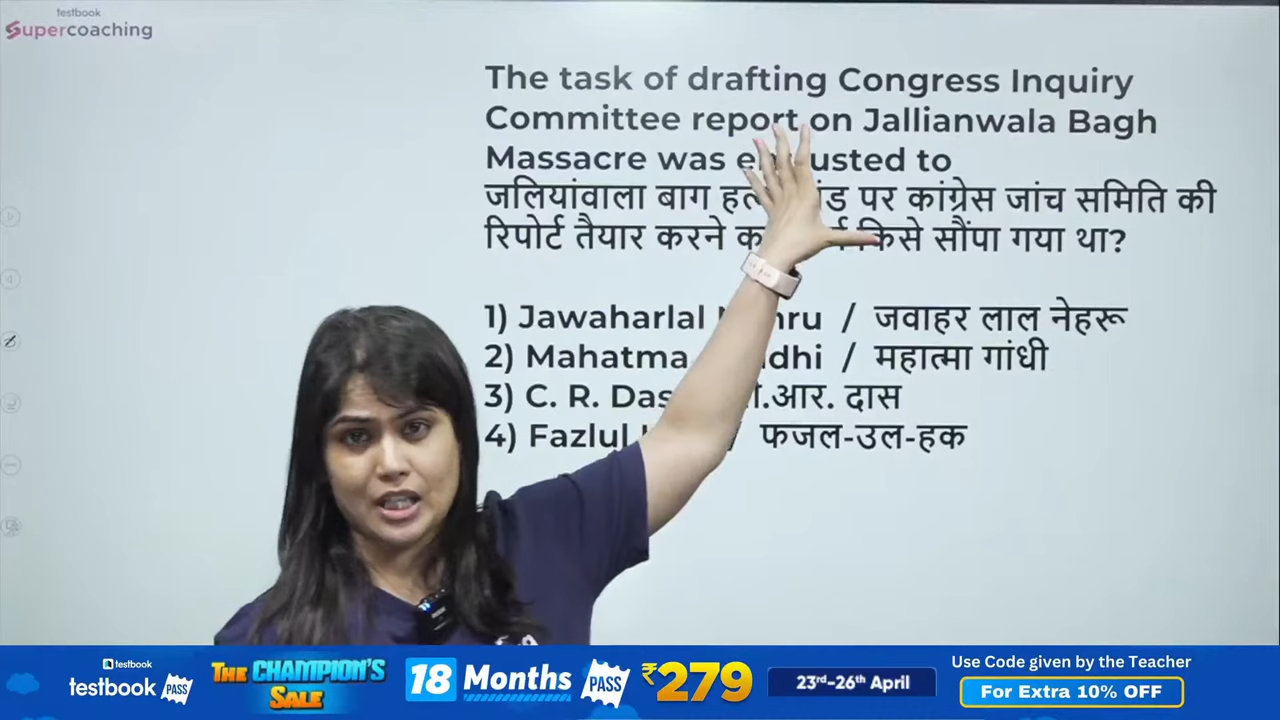 testbook
Supercoaching
The task of drafting Congress Inquiry
Committee report on Jallianwala Bagh
Massacre was to
जलियांवाला बाग पर कांग्रेस जांच समिति की
रिपोर्ट तैयार करने किसे सौंपा गया था?
1) Jawaharlal / जवाहर लाल नेहरू
2) Mahatma / महात्मा गांधी
3) C. R. Das दास
4) Fazlul / फजल-उल-हक
testbook
testbook PASS
THE CHAMPION'S
SALE
18 Months PASS ₹279
23rd-26th April
Use Code given by the Teacher
For Extra 10% OFF